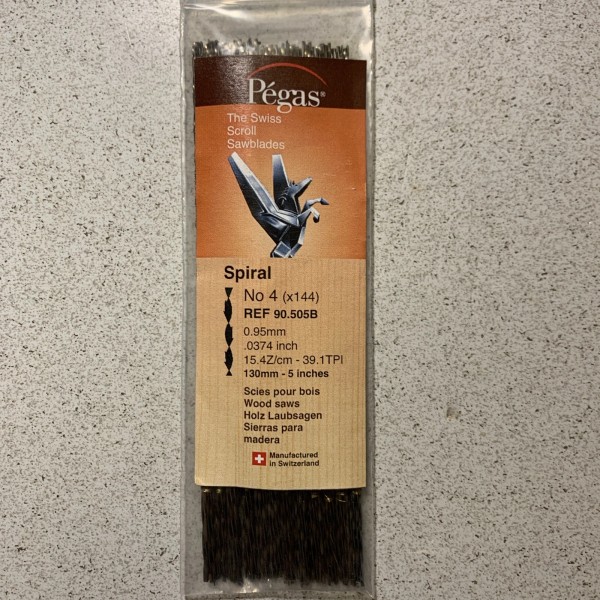 Pégas®
The Swiss
Scroll
Sawblades
Spiral
No 4 (x144)
REF 90.505B
0.95mm
.0374 inch
15.4Z/cm - 39.1TPI
130mm - 5 inches
Scies pour bois
Wood saws
Holz Laubsagen
Sierras para
madera
Manufactured
in Switzerland